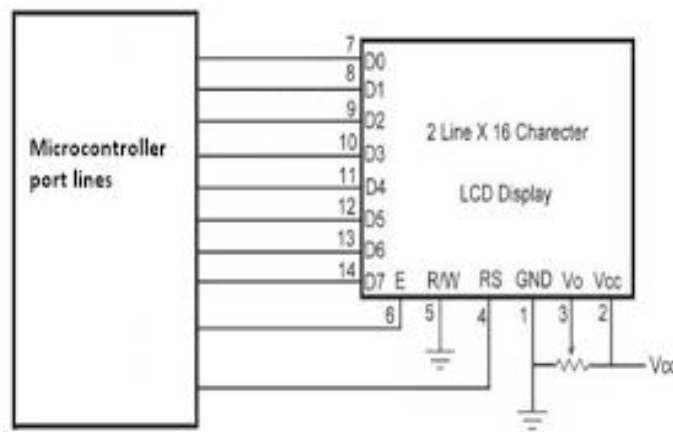 Microcontroller
port lines
7
D0
8
D1
9
D2
10
D3
11
D4
12
D5
13
D6
14
D7 E R/W RS GND Vo Vcc
2 Line X 16 Charecter
LCD Display
6 5 4 1 3 2
Vcc